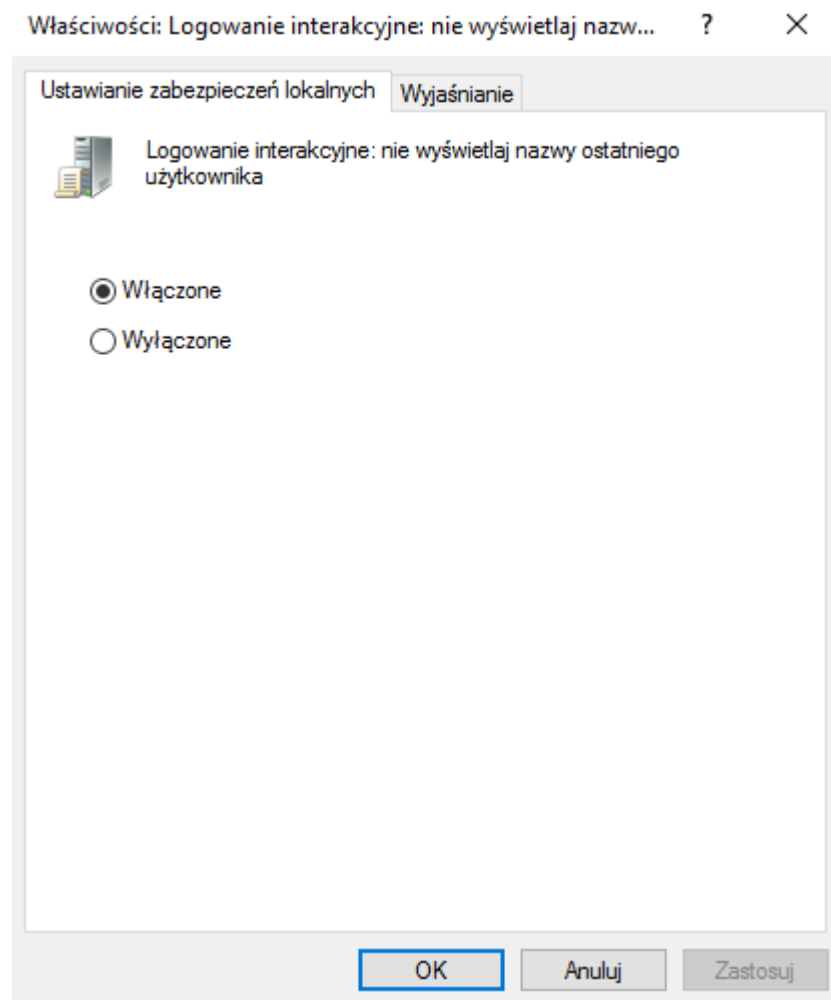 Właściwości: Logowanie interakcyjne: nie wyświetlaj nazw... ?
Ustawianie zabezpieczeń lokalnych Wyjaśnianie
Logowanie interakcyjne: nie wyświetlaj nazwy ostatniego
użytkownika
Włączone
Wyłączone
OK Anuluj Zastosuj